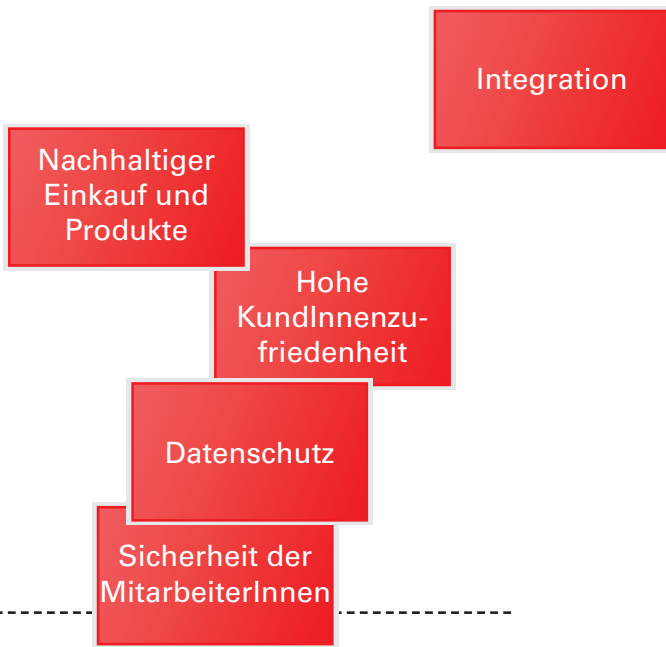 Integration
Nachhaltiger
Einkauf und
Produkte
Hohe
KundInnenzu-
friedenheit
Datenschutz
Sicherheit der
MitarbeiterInnen